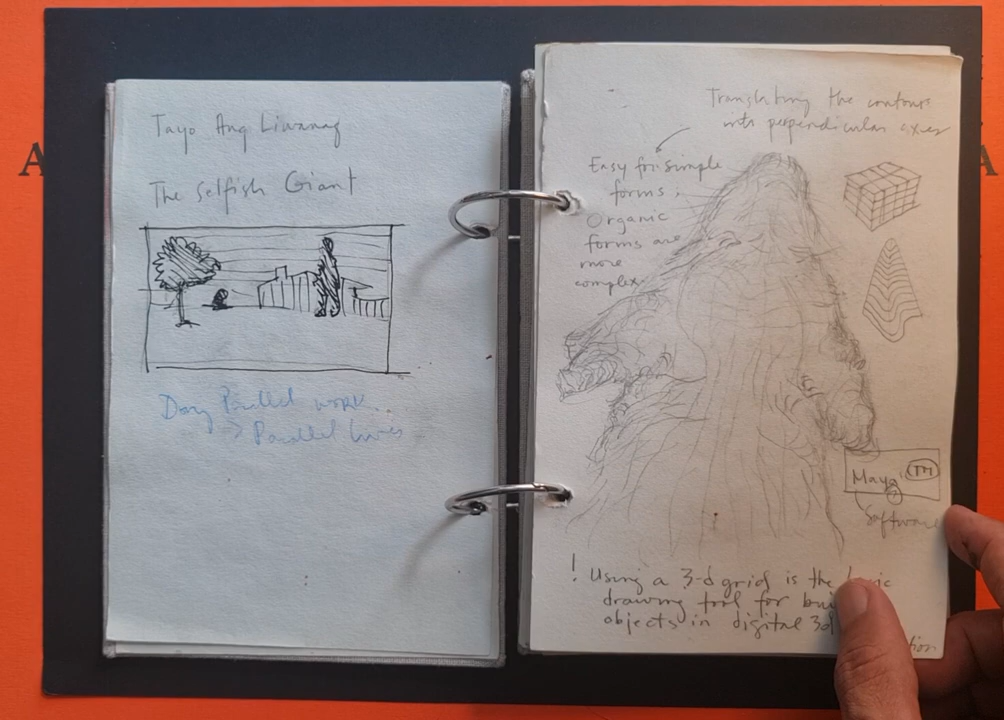 Tayo Ang Liwanag
The Selfish Giant
work..
→ Parallel lines
Translating the contours
into perpendicular axes
Easy for simple
forms.
Organic
forms are
more
complex.
Maya TM
?
Software
! Using a 3-d grid is the
drawing tool for
objects in digital 3d
A
A